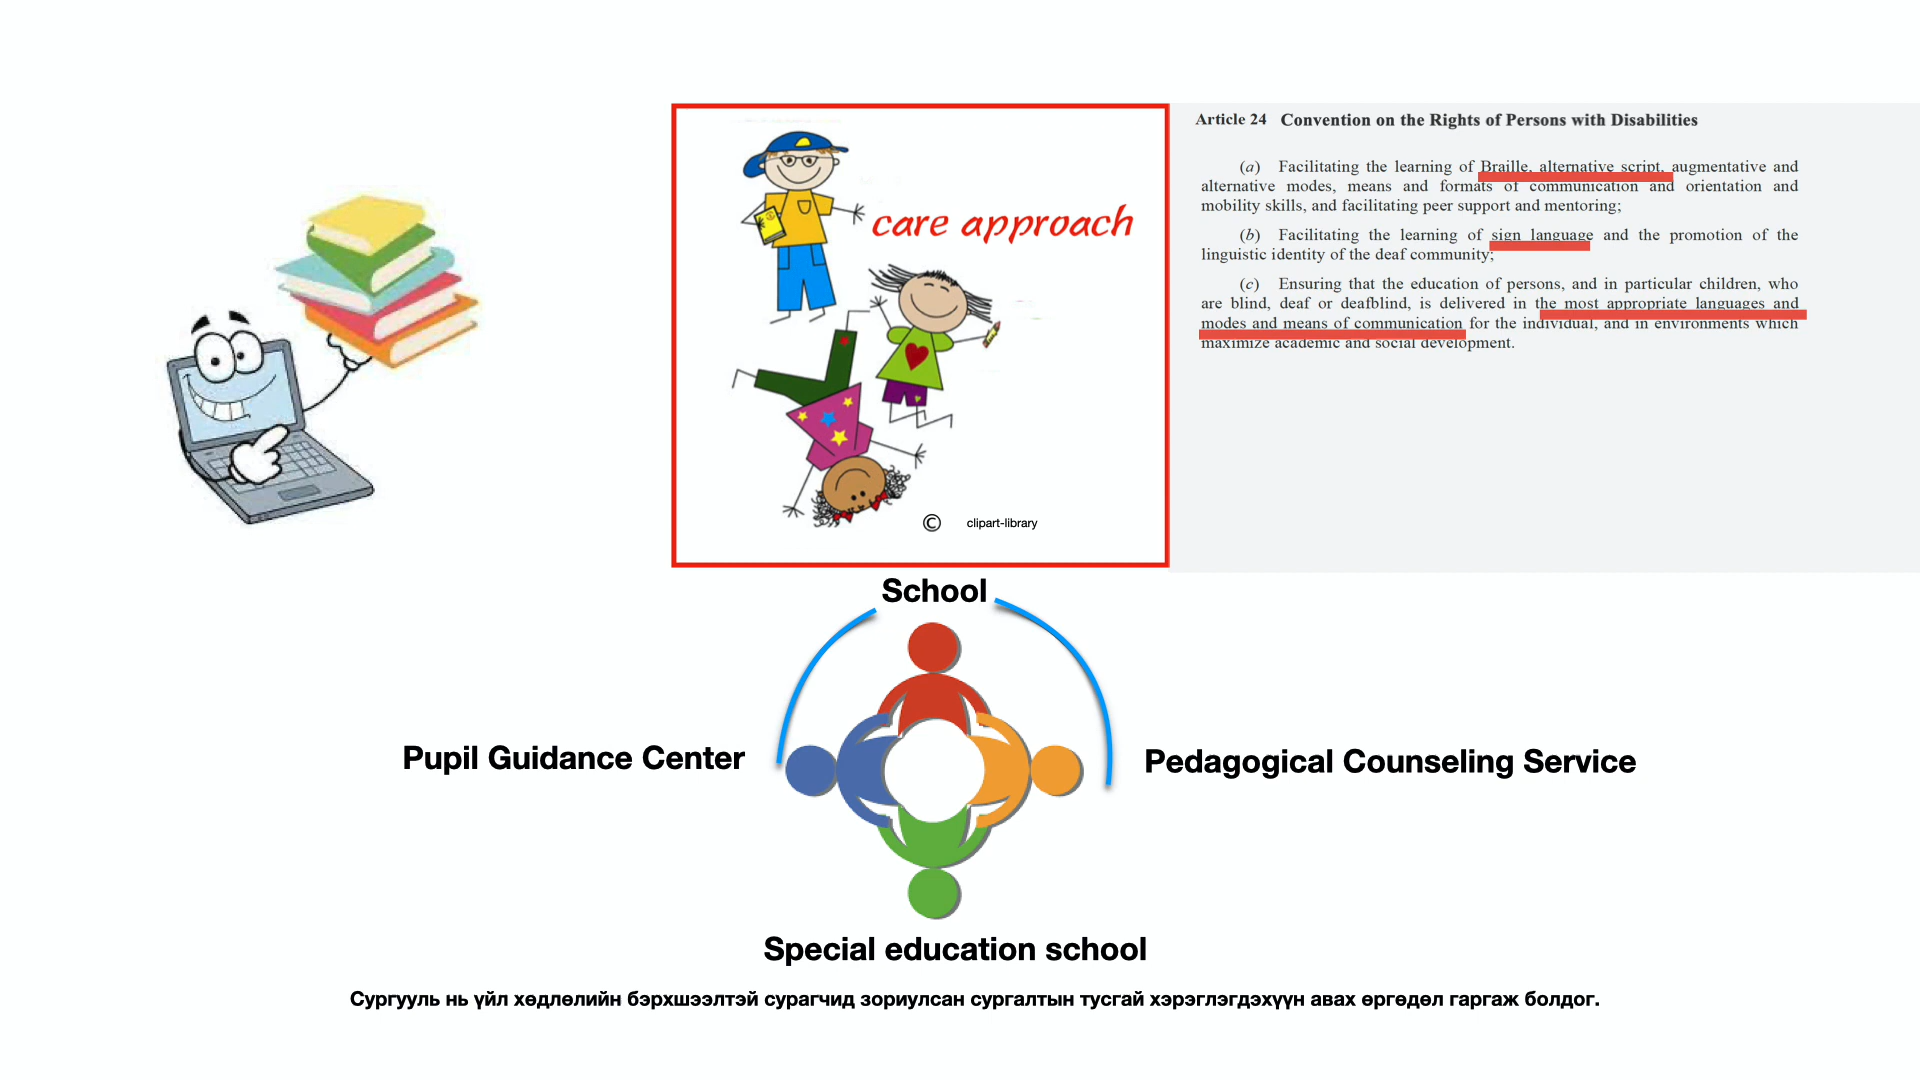 care approach
© clipart-library
Article 24 Convention on the Rights of Persons with Disabilities
(a) Facilitating the learning of Braille, alternative script, augmentative and
alternative modes, means and formats of communication and orientation and
mobility skills, and facilitating peer support and mentoring;
(b) Facilitating the learning of sign language and the promotion of the
linguistic identity of the deaf community;
(c) Ensuring that the education of persons, and in particular children, who
are blind, deaf or deafblind, is delivered in the most appropriate languages and
modes and means of communication for the individual, and in environments which
maximize academic and social development.
School
Pupil Guidance Center
Pedagogical Counseling Service
Special education school
Сургууль нь үйл хөдлөлийн бэрхшээлтэй сурагчид зориулсан сургалтын тусгай хэрэглэгдэхүүн авах өргөдөл гаргаж болдог.